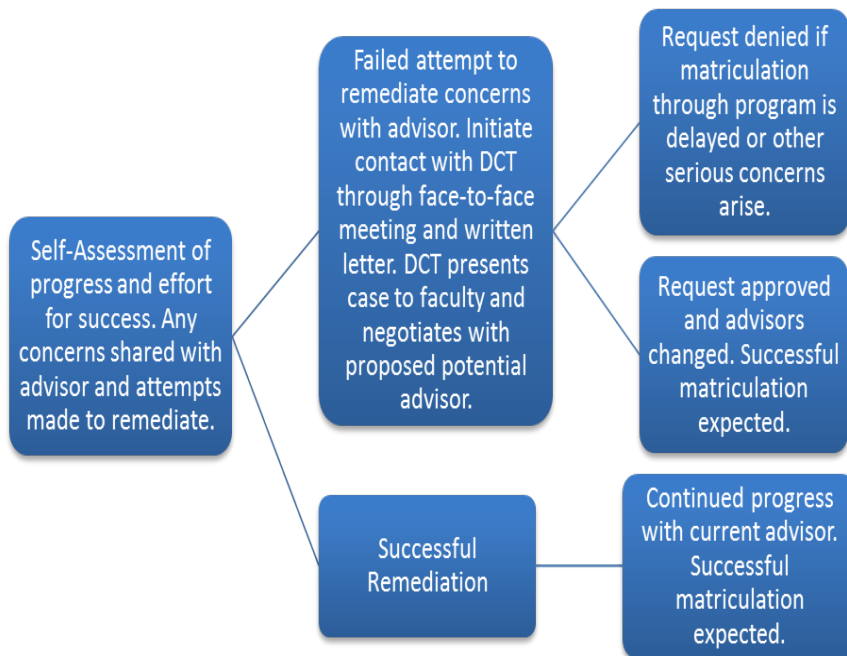 Self-Assessment of
progress and effort
for success. Any
concerns shared with
advisor and attempts
made to remediate.
Failed attempt to
remediate concerns
with advisor. Initiate
contact with DCT
through face-to-face
meeting and written
letter. DCT presents
case to faculty and
negotiates with
proposed potential
advisor.
Request denied if
matriculation
through program is
delayed or other
serious concerns
arise.
Request approved
and advisors
changed. Successful
matriculation
expected.
Successful
Remediation
Continued progress
with current advisor.
Successful
matriculation
expected.